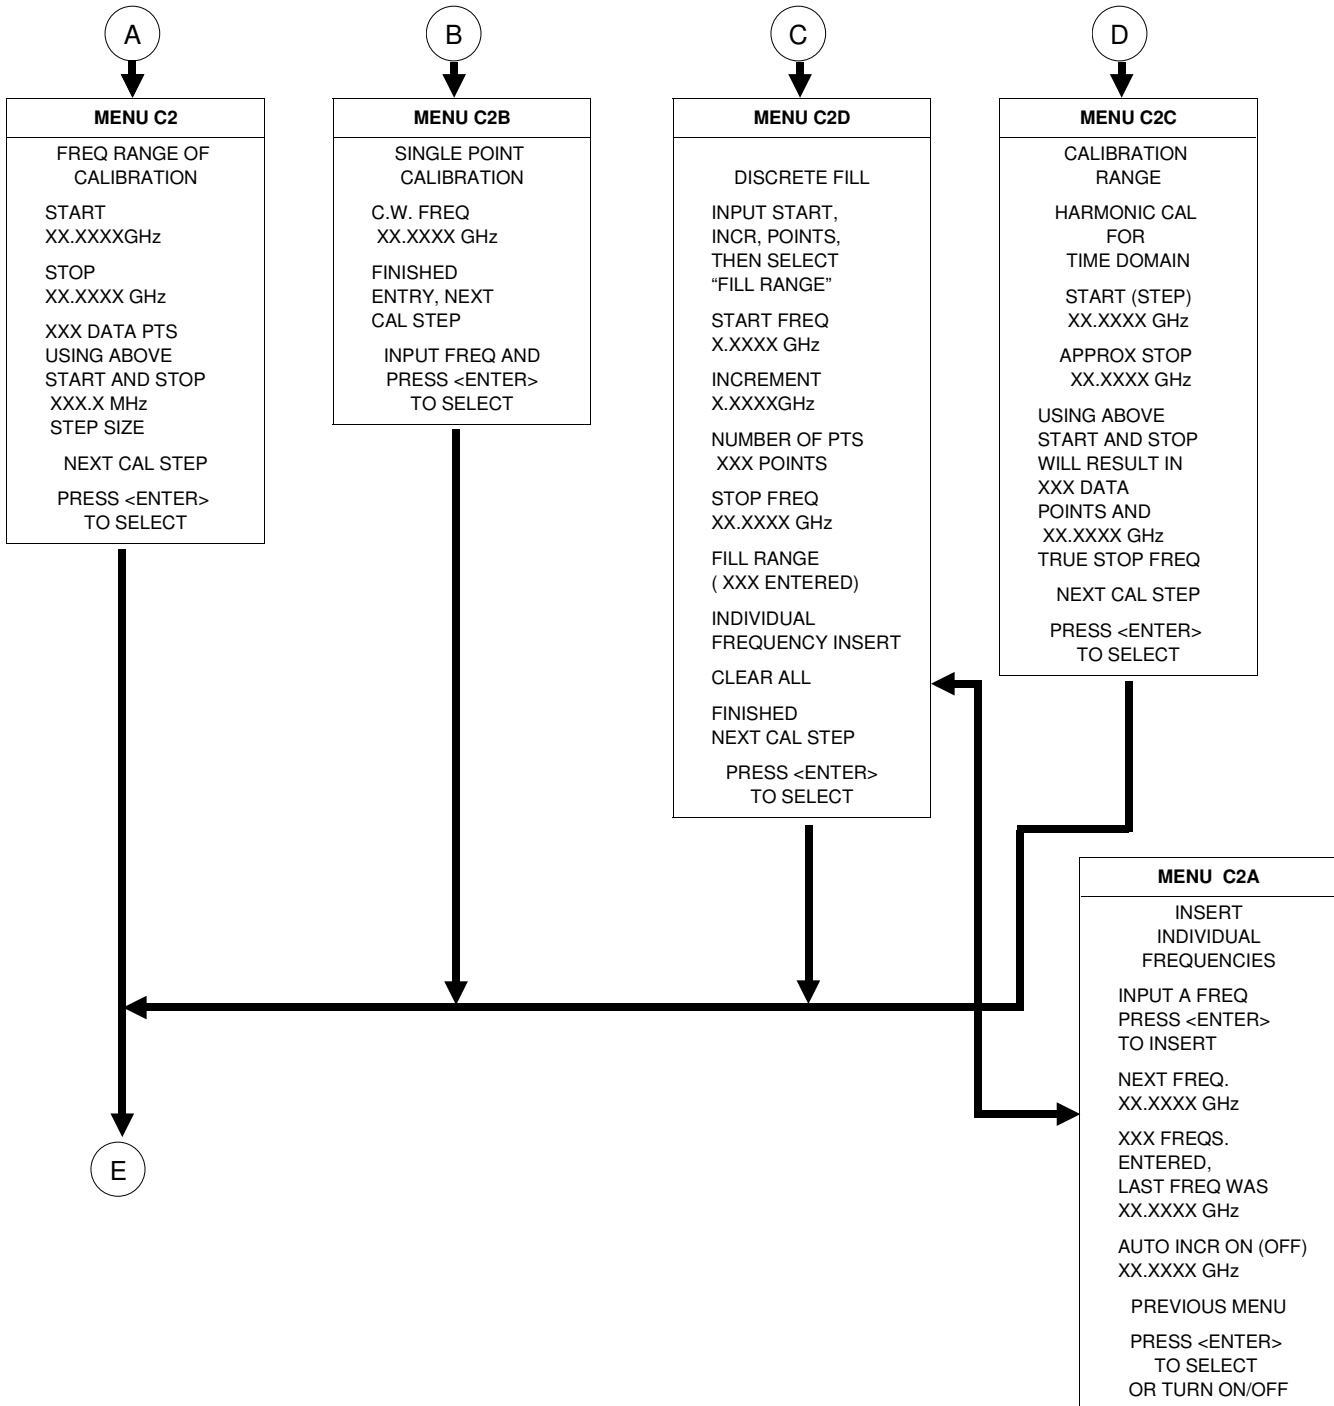 A
B
C
D
MENU C2
FREQ RANGE OF
CALIBRATION
START
XX.XXXXGHz
STOP
XX.XXXX GHz
XXX DATA PTS
USING ABOVE
START AND STOP
XXX.X MHz
STEP SIZE
NEXT CAL STEP
PRESS <ENTER>
TO SELECT
MENU C2B
SINGLE POINT
CALIBRATION
C.W. FREQ
XX.XXXX GHz
FINISHED
ENTRY, NEXT
CAL STEP
INPUT FREQ AND
PRESS <ENTER>
TO SELECT
MENU C2D
DISCRETE FILL
INPUT START,
INCR, POINTS,
THEN SELECT
“FILL RANGE”
START FREQ
X.XXXX GHz
INCREMENT
X.XXXXGHz
NUMBER OF PTS
XXX POINTS
STOP FREQ
XX.XXXX GHz
FILL RANGE
( XXX ENTERED)
INDIVIDUAL
FREQUENCY INSERT
CLEAR ALL
FINISHED
NEXT CAL STEP
PRESS <ENTER>
TO SELECT
MENU C2C
CALIBRATION
RANGE
HARMONIC CAL
FOR
TIME DOMAIN
START (STEP)
XX.XXXX GHz
APPROX STOP
XX.XXXX GHz
USING ABOVE
START AND STOP
WILL RESULT IN
XXX DATA
POINTS AND
XX.XXXX GHz
TRUE STOP FREQ
NEXT CAL STEP
PRESS <ENTER>
TO SELECT
MENU C2A
INSERT
INDIVIDUAL
FREQUENCIES
INPUT A FREQ
PRESS <ENTER>
TO INSERT
NEXT FREQ.
XX.XXXX GHz
XXX FREQS.
ENTERED,
LAST FREQ WAS
XX.XXXX GHz
AUTO INCR ON (OFF)
XX.XXXX GHz
PREVIOUS MENU
PRESS <ENTER>
TO SELECT
OR TURN ON/OFF
E